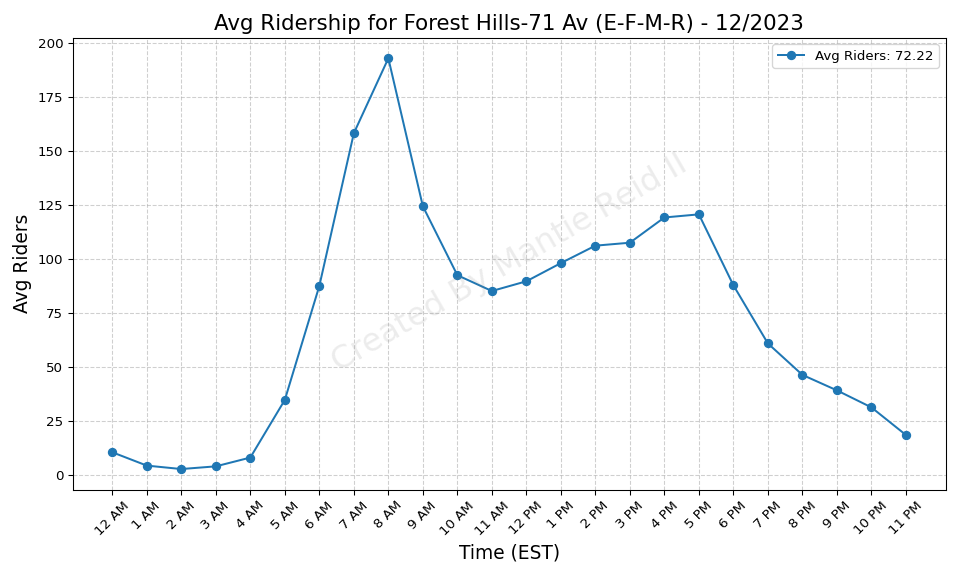 Avg Ridership for Forest Hills-71 Av (E-F-M-R) - 12/2023
Avg Riders: 72.22
Avg Riders
200
175
150
125
100
75
50
25
0
Created By Mantle Reid II
12 AM 1 AM 2 AM 3 AM 4 AM 5 AM 6 AM 7 AM 8 AM 9 AM 10 AM 11 AM 12 PM 1 PM 2 PM 3 PM 4 PM 5 PM 6 PM 7 PM 8 PM 9 PM 10 PM 11 PM
Time (EST)